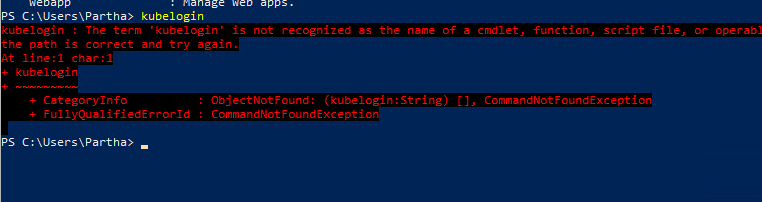 webapp : Manage web apps.
PS C:\Users\Partha> kubelogin
kubelogin : The term 'kubelogin' is not recognized as the name of a cmdlet, function, script file, or operabl
the path is correct and try again.
At line:1 char:1
+ kubelogin
+ ~~~~~~~~~
+ CategoryInfo : ObjectNotFound: (kubelogin:String) [], CommandNotFoundException
+ FullyQualifiedErrorId : CommandNotFoundException
PS C:\Users\Partha>